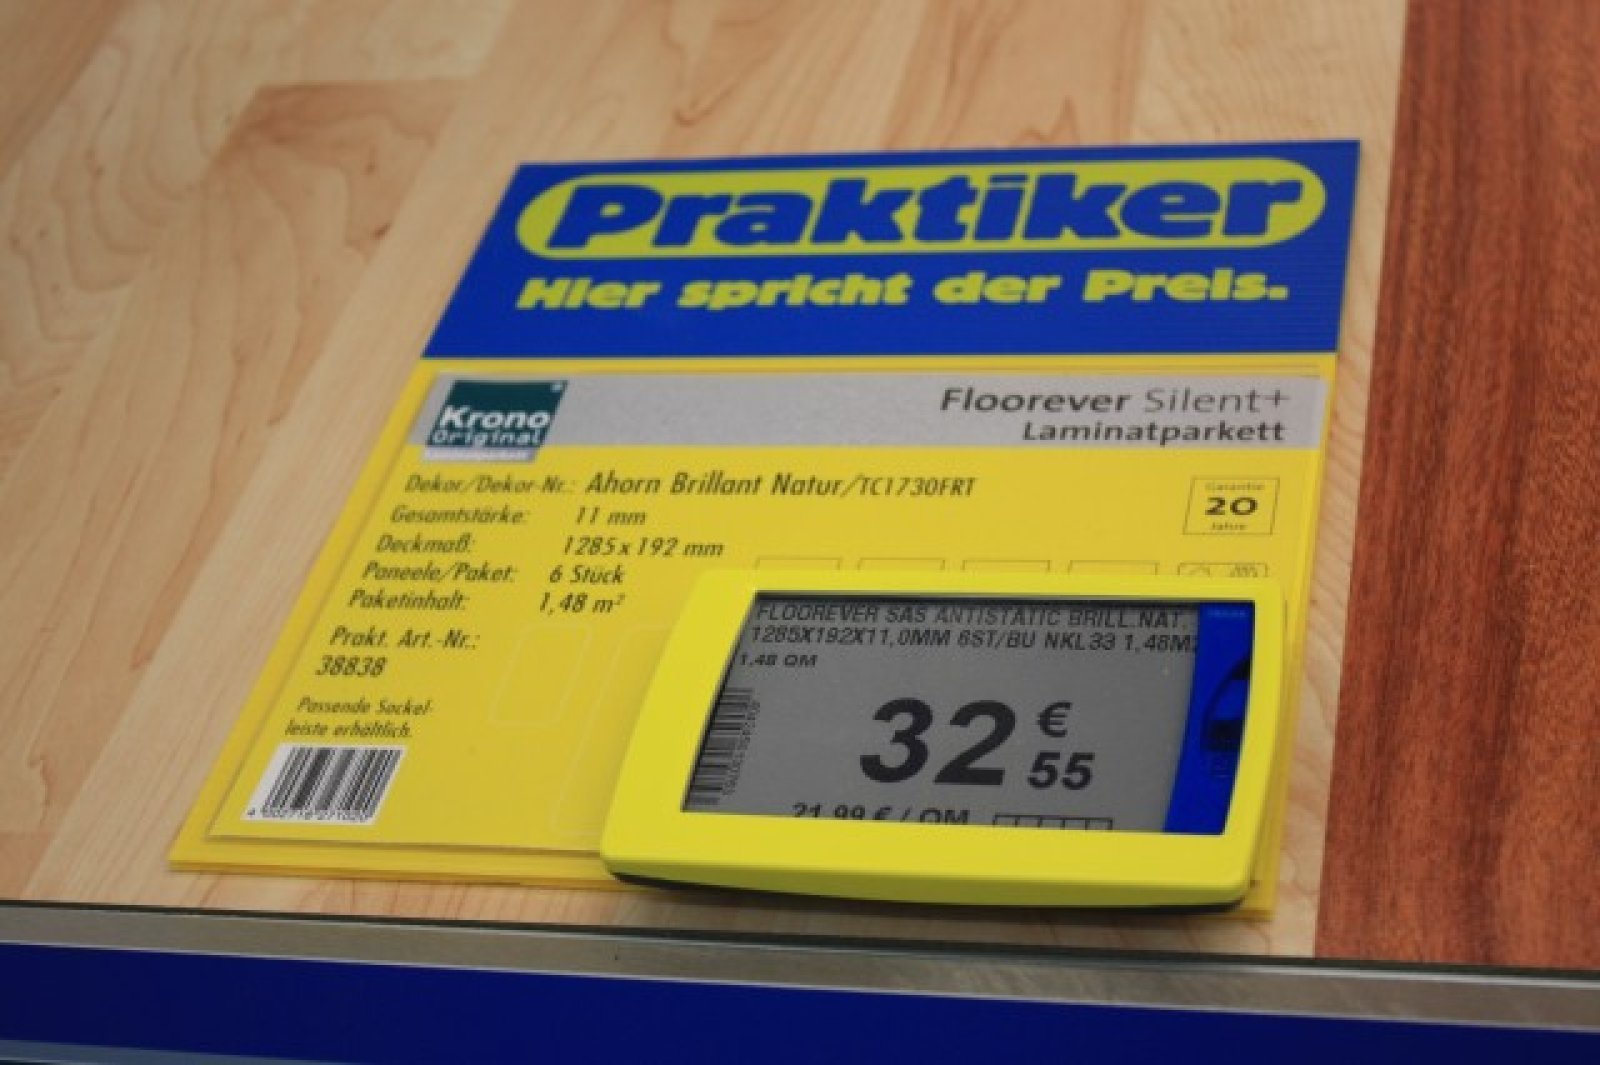 Praktiker
Hier spricht der Preis.
Krono
Original
Floorever Silent+
Laminatparkett
Dekor/Dekor-Nr.: Ahorn Brillant Natur/TC1730FRT
Garantie
20
Jahre
Gesamtstärke: 11 mm
Deckmaß: 1285 x 192 mm
Paneele/Paket: 6 Stück
Paketinhalt: 1,48 m²
Prakt. Art.-Nr.:
38838
Passende Sockel-
leiste erhältlich.
FLOOREVER SAS ANTISTATIC BRILL.NAT.
1285X192X11,0MM 6ST/BU NKL33 1,48M2
1,48 QM
32 €
55
21,99 € / QM